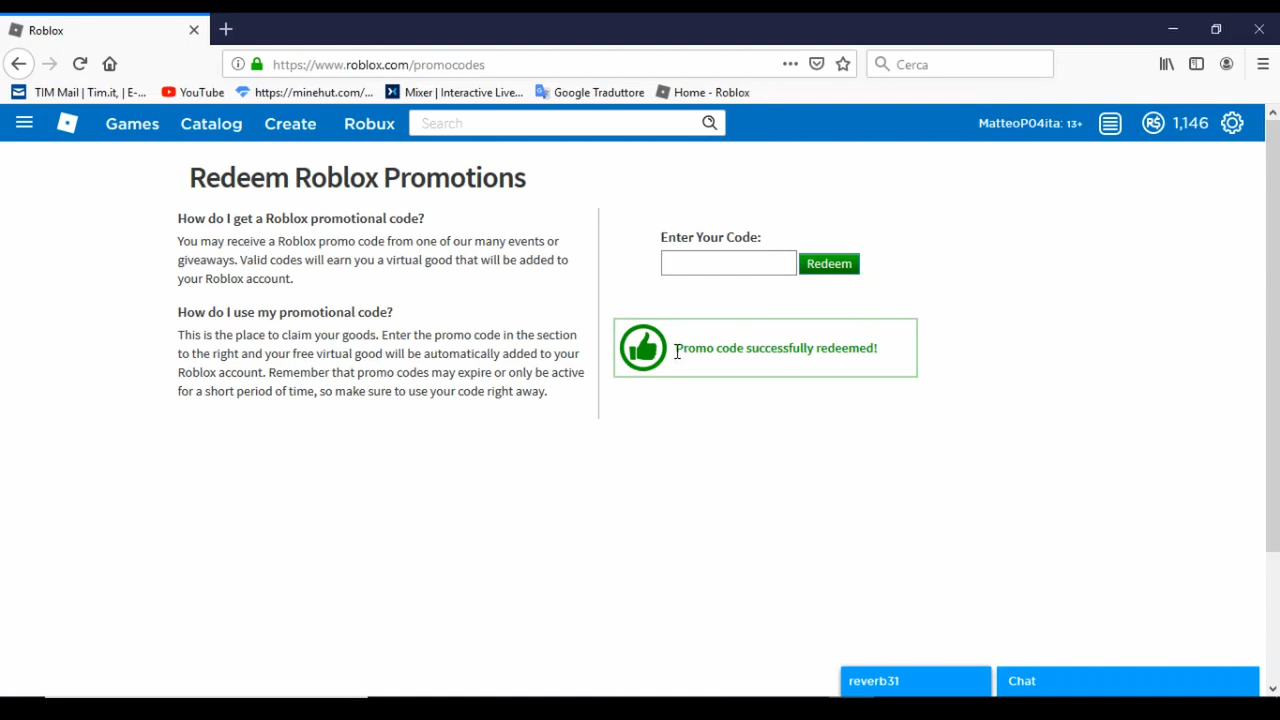 Roblox
https://www.roblox.com/promocodes
Cerca
TIM Mail | Tim.it, | E-...
YouTube
https://minehut.com/...
Mixer | Interactive Live...
Google Traduttore
Home - Roblox
Games
Catalog
Create
Robux
Search
MatteoP04ita: 13+
R$
1,146
Redeem Roblox Promotions
How do I get a Roblox promotional code?
You may receive a Roblox promo code from one of our many events or
giveaways. Valid codes will earn you a virtual good that will be added to
your Roblox account.
How do I use my promotional code?
This is the place to claim your goods. Enter the promo code in the section
to the right and your free virtual good will be automatically added to your
Roblox account. Remember that promo codes may expire or only be active
for a short period of time, so make sure to use your code right away.
Enter Your Code:
Redeem
Promo code successfully redeemed!
reverb31
Chat